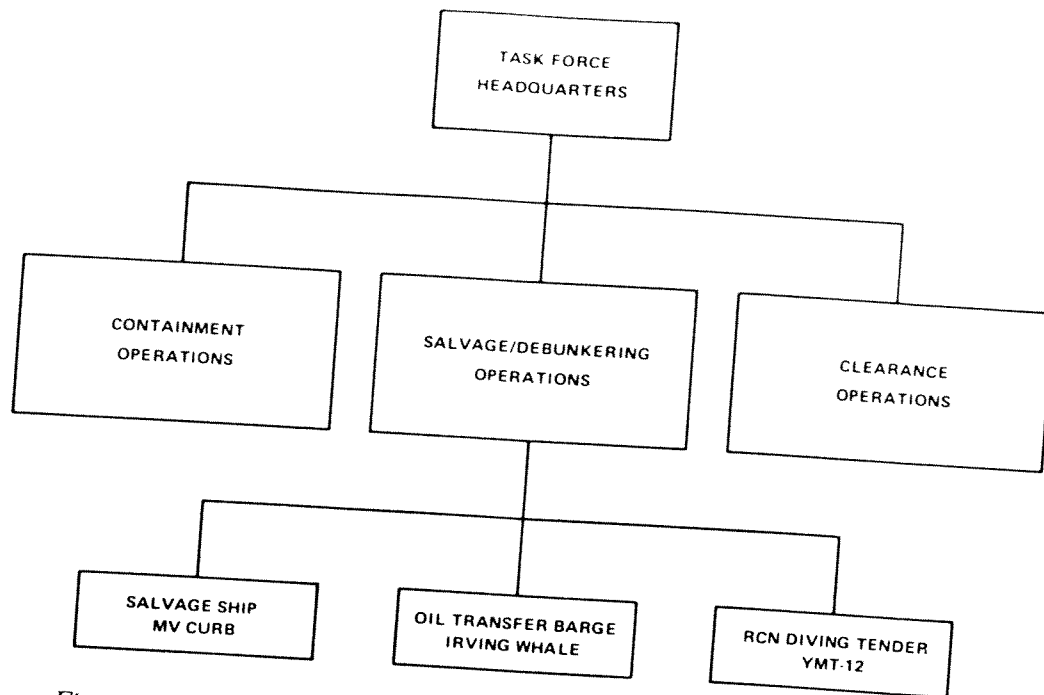 TASK FORCE
HEADQUARTERS
CONTAINMENT
OPERATIONS
SALVAGE/DEBUNKERING
OPERATIONS
CLEARANCE
OPERATIONS
SALVAGE SHIP
MV CURB
OIL TRANSFER BARGE
IRVING WHALE
RCN DIVING TENDER
YMT-12